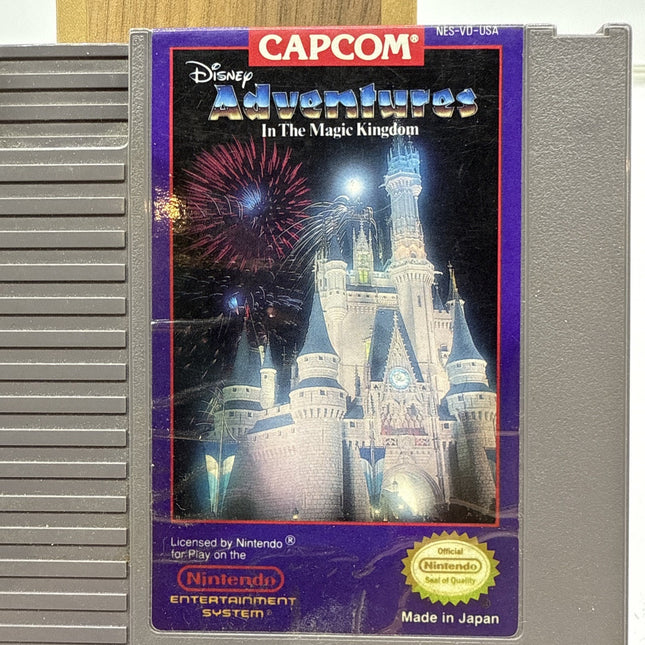 NES-VD-USA
CAPCOM®
Disney
Adventures
In The Magic Kingdom
Licensed by Nintendo ®
for Play on the
Nintendo
ENTERTAINMENT
SYSTEM®
Official
Nintendo
Seal of Quality
Made in Japan